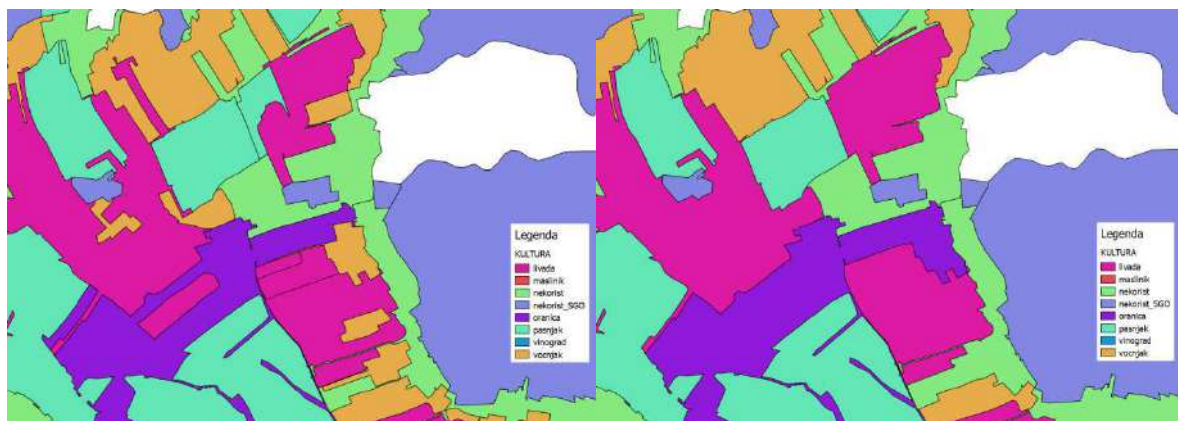 Legenda
KULTURA
livada
maslinik
nekorist
nekorist_SGO
oranica
pasnjak
vinograd
vocnjak
Legenda
KULTURA
livada
maslinik
nekorist
nekorist_SGO
oranica
pasnjak
vinograd
vocnjak